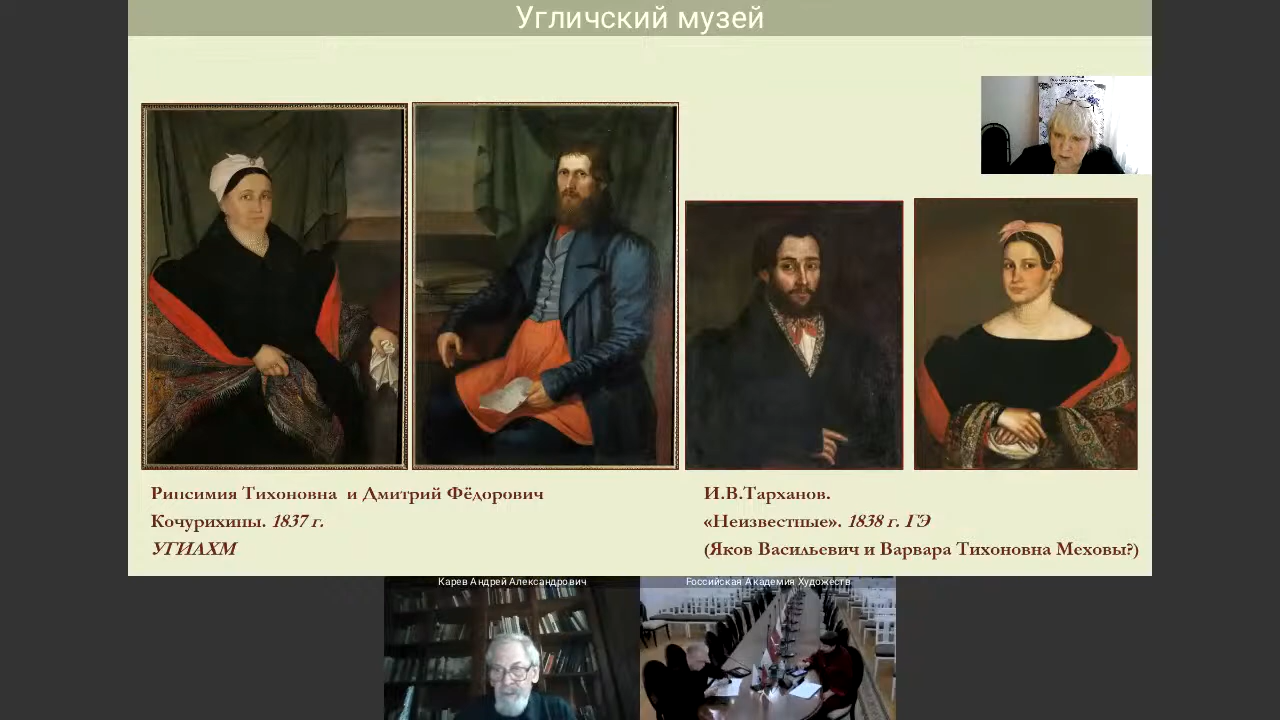 Угличский музей
Рипсимия Тихоновна и Дмитрий Фёдорович
Кочурихины. 1837 г.
УГИАХМ
И.В.Тарханов.
«Неизвестные». 1838 г. ГЭ
(Яков Васильевич и Варвара Тихоновна Меховы?)
Карев Андрей Александрович
Российская Академия Художеств